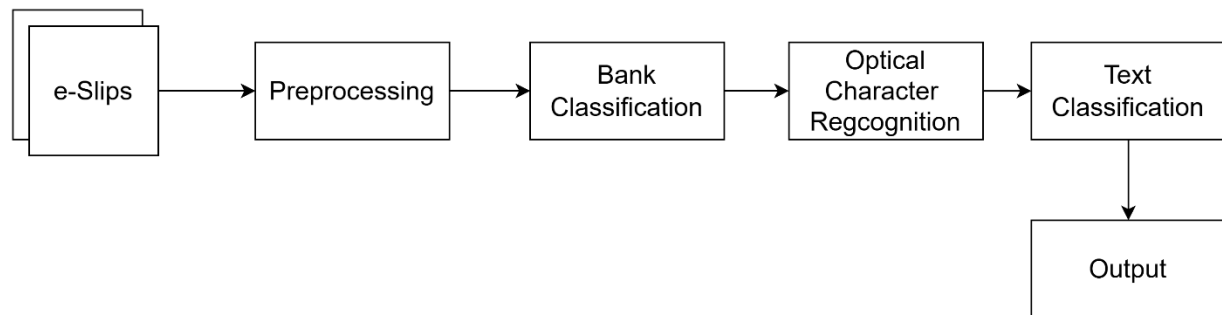 e-Slips
Preprocessing
Bank
Classification
Optical
Character
Regcognition
Text
Classification
Output